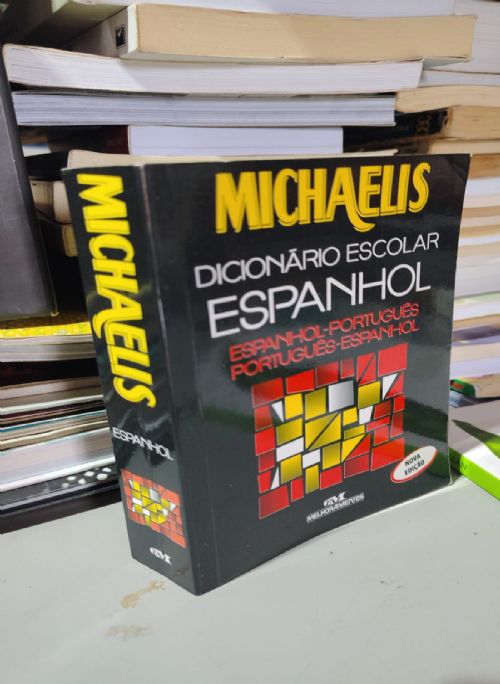 MICHAELIS
DICIONÁRIO ESCOLAR
ESPANHOL
ESPANHOL-PORTUGUÊS
PORTUGUÊS-ESPANHOL
NOVA
EDIÇÃO
MELHORAMENTOS
MICHAELIS
ESPANHOL